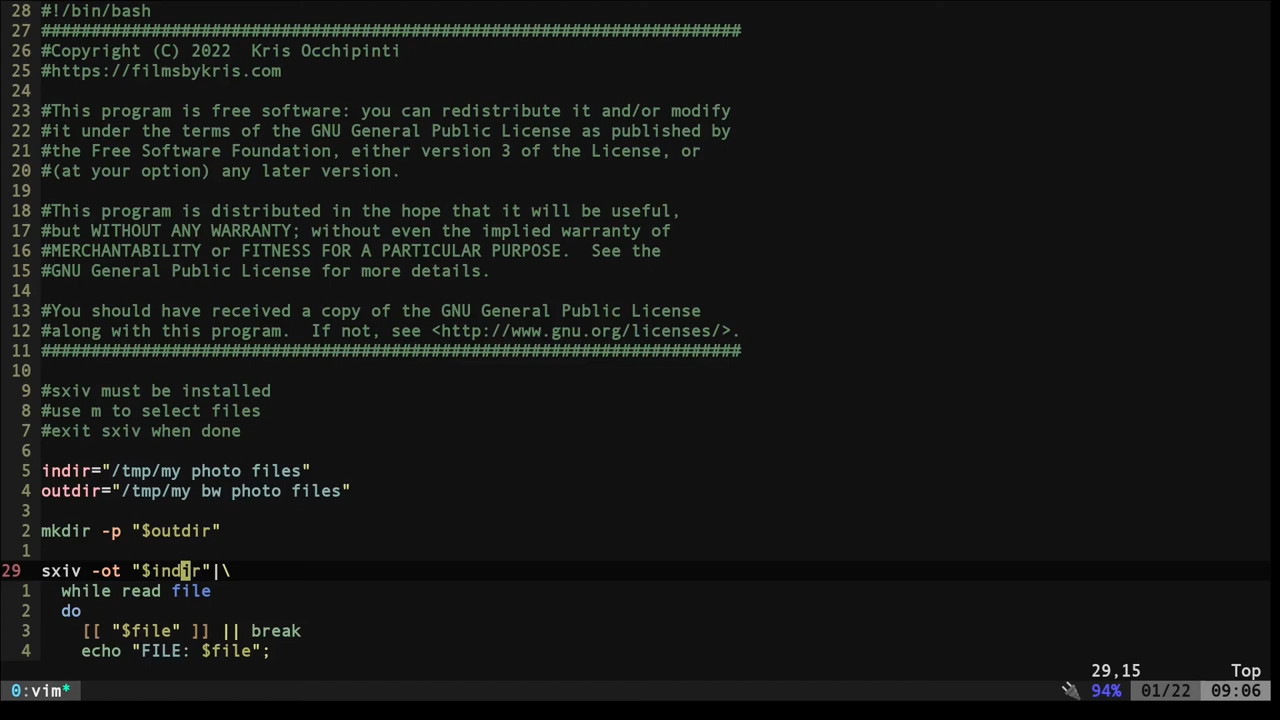 28 #!/bin/bash
27 ######################################################################
26 #Copyright (C) 2022  Kris Occhipinti
25 #https://filmsbykris.com
24
23 #This program is free software: you can redistribute it and/or modify
22 #it under the terms of the GNU General Public License as published by
21 #the Free Software Foundation, either version 3 of the License, or
20 #(at your option) any later version.
19
18 #This program is distributed in the hope that it will be useful,
17 #but WITHOUT ANY WARRANTY; without even the implied warranty of
16 #MERCHANTABILITY or FITNESS FOR A PARTICULAR PURPOSE.  See the
15 #GNU General Public License for more details.
14
13 #You should have received a copy of the GNU General Public License
12 #along with this program.  If not, see <http://www.gnu.org/licenses/>.
11 ######################################################################
10
9 #sxiv must be installed
8 #use m to select files
7 #exit sxiv when done
6
5 indir="/tmp/my photo files"
4 outdir="/tmp/my bw photo files"
3
2 mkdir -p "$outdir"
1
29 sxiv -ot "$indir"|\
1   while read file
2   do
3     [[ "$file" ]] || break
4     echo "FILE: $file";
29,15 Top
0:vim* 94% 01/22 09:06